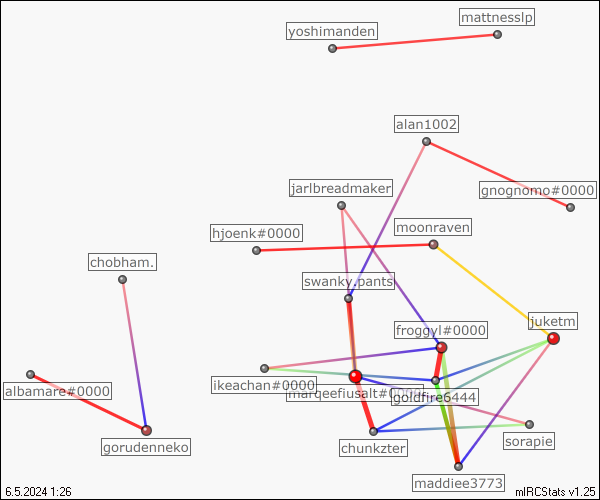 mattnesslp
yoshimanden
alan1002
jarlbreadmaker
gnognomo#0000
moonraven
hjoenk#0000
chobham.
swanky.pants
juketm
froggyl#0000
ikeachan#0000
albamare#0000
marqeefiusalt#0000
goldfire6444
sorapie
gorudenneko
chunkzter
maddiee3773
6.5.2024 1:26
mIRCStats v1.25